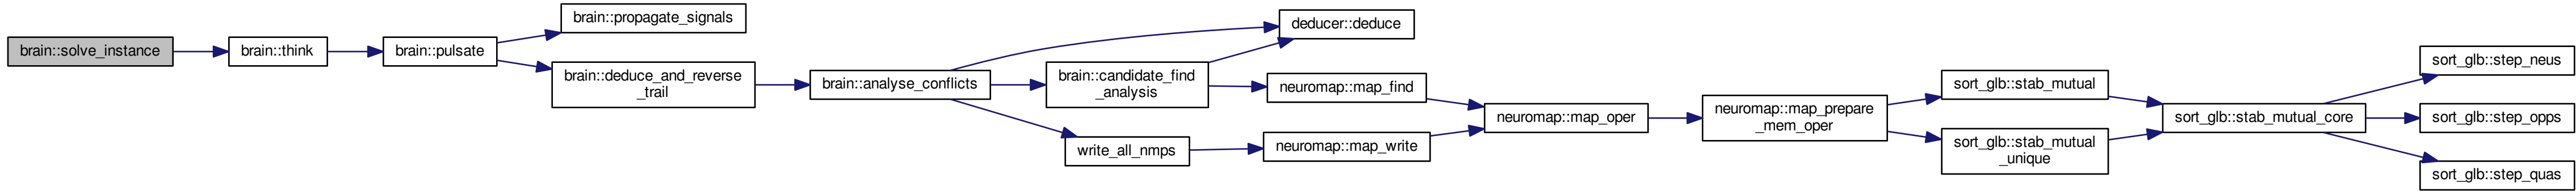 brain::solve_instance
brain::think
brain::pulsate
brain::propagate_signals
brain::deduce_and_reverse
_trail
brain::analyse_conflicts
deducer::deduce
brain::candidate_find
_analysis
write_all_nmps
neuromap::map_find
neuromap::map_write
neuromap::map_oper
neuromap::map_prepare
_mem_oper
sort_glb::stab_mutual
sort_glb::stab_mutual
_unique
sort_glb::stab_mutual_core
sort_glb::step_neus
sort_glb::step_opps
sort_glb::step_quas